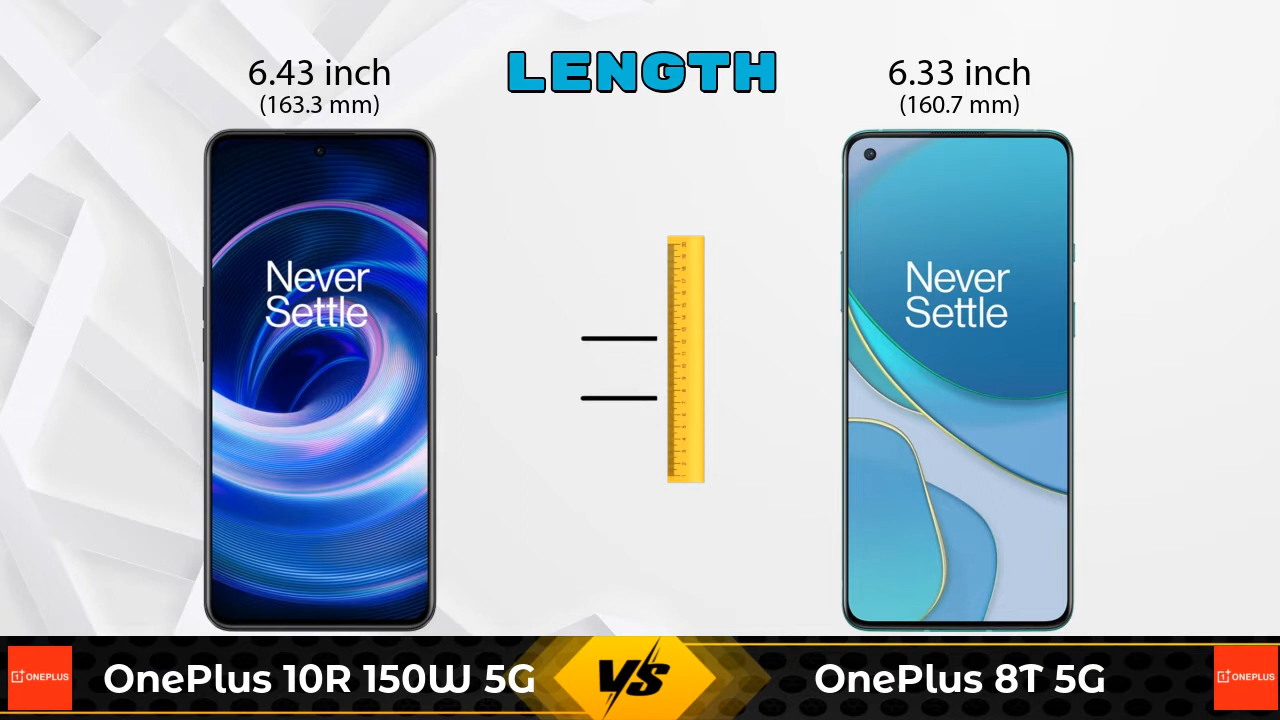 LENGTH
6.43 inch
(163.3 mm)
6.33 inch
(160.7 mm)
Never
Settle
Never
Settle
ONEPLUS
OnePlus 10R 150W 5G
VS
OnePlus 8T 5G
ONEPLUS